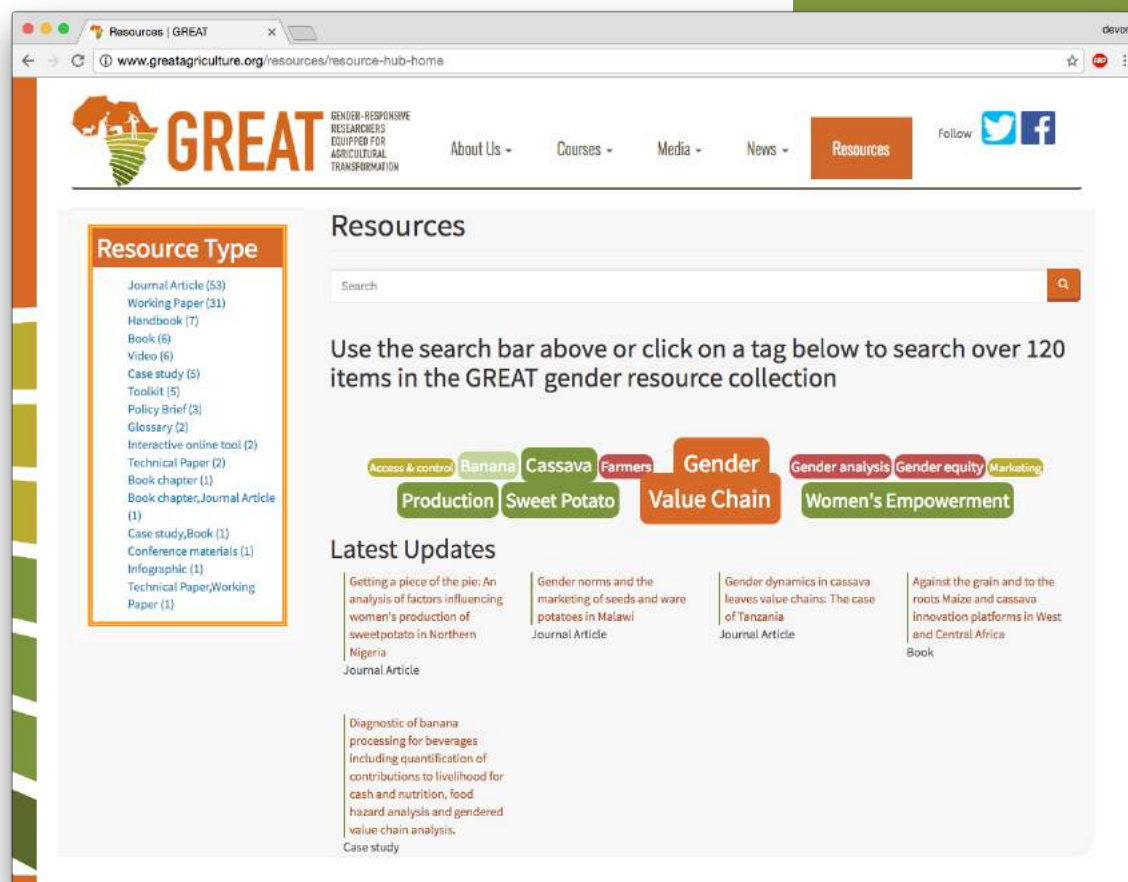 Resources | GREAT
devon
www.greatagriculture.org/resources/resource-hub-home
GREAT
GENDER-RESPONSIVE
RESEARCHERS
EQUIPPED FOR
AGRICULTURAL
TRANSFORMATION
About Us
Courses
Media
News
Resources
Follow
Resource Type
Journal Article (53)
Working Paper (31)
Handbook (7)
Book (6)
Video (6)
Case study (5)
Toolkit (5)
Policy Brief (3)
Glossary (2)
Interactive online tool (2)
Technical Paper (2)
Book chapter (1)
Book chapter,Journal Article
(1)
Case study,Book (1)
Conference materials (1)
Infographic (1)
Technical Paper,Working
Paper (1)
Resources
Search
Use the search bar above or click on a tag below to search over 120
items in the GREAT gender resource collection
Access & control Banana Cassava Farmers Gender Gender analysis Gender equity Marketing
Production Sweet Potato Value Chain Women's Empowerment
Latest Updates
Getting a piece of the pie: An
analysis of factors influencing
women's production of
sweetpotato in Northern
Nigeria
Journal Article
Gender norms and the
marketing of seeds and ware
potatoes in Malawi
Journal Article
Gender dynamics in cassava
leaves value chains: The case
of Tanzania
Journal Article
Against the grain and to the
roots Maize and cassava
innovation platforms in West
and Central Africa
Book
Diagnostic of banana
processing for beverages
including quantification of
contributions to livelihood for
cash and nutrition, food
hazard analysis and gendered
value chain analysis.
Case study